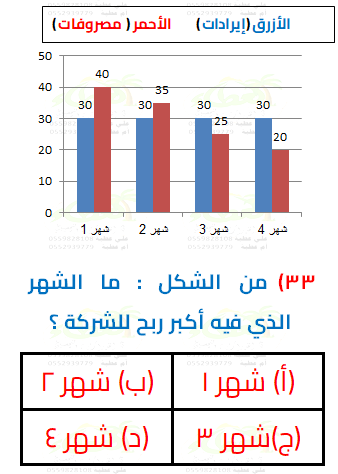 الأزرق (إيرادات) الأحمر ( مصروفات)
50
40
30
20
10
0
30 40 30 35 30 25 30 20
شهر 1 شهر 2 شهر 3 شهر 4
٣٣) من الشكل : ما الشهر
الذي فيه أكبر ربح للشركة ؟
(أ) شهر ١ (ب) شهر ٢
(ج)شهر ٣ (د) شهر ٤